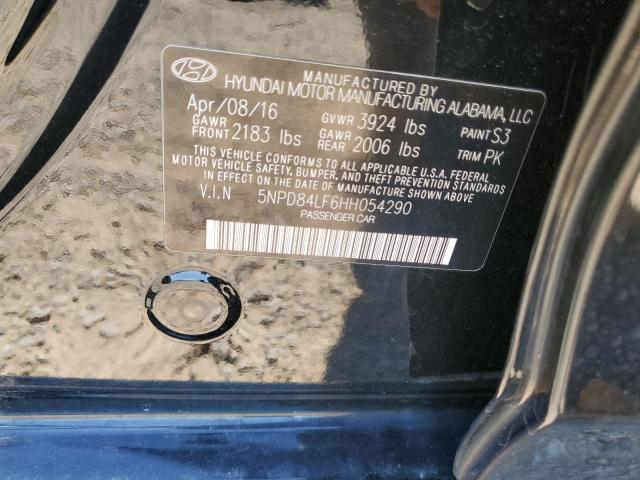 MANUFACTURED BY
HYUNDAI MOTOR MANUFACTURING ALABAMA, LLC
Apr/08/16 GVWR 3924 lbs PAINT S3
GAWR FRONT 2183 lbs GAWR REAR 2006 lbs TRIM PK
THIS VEHICLE CONFORMS TO ALL APPLICABLE U.S.A. FEDERAL
MOTOR VEHICLE SAFETY, BUMPER, AND THEFT PREVENTION STANDARDS
IN EFFECT ON THE DATE OF MANUFACTURE SHOWN ABOVE.
V.I.N 5NPD84LF6HH054290
PASSENGER CAR